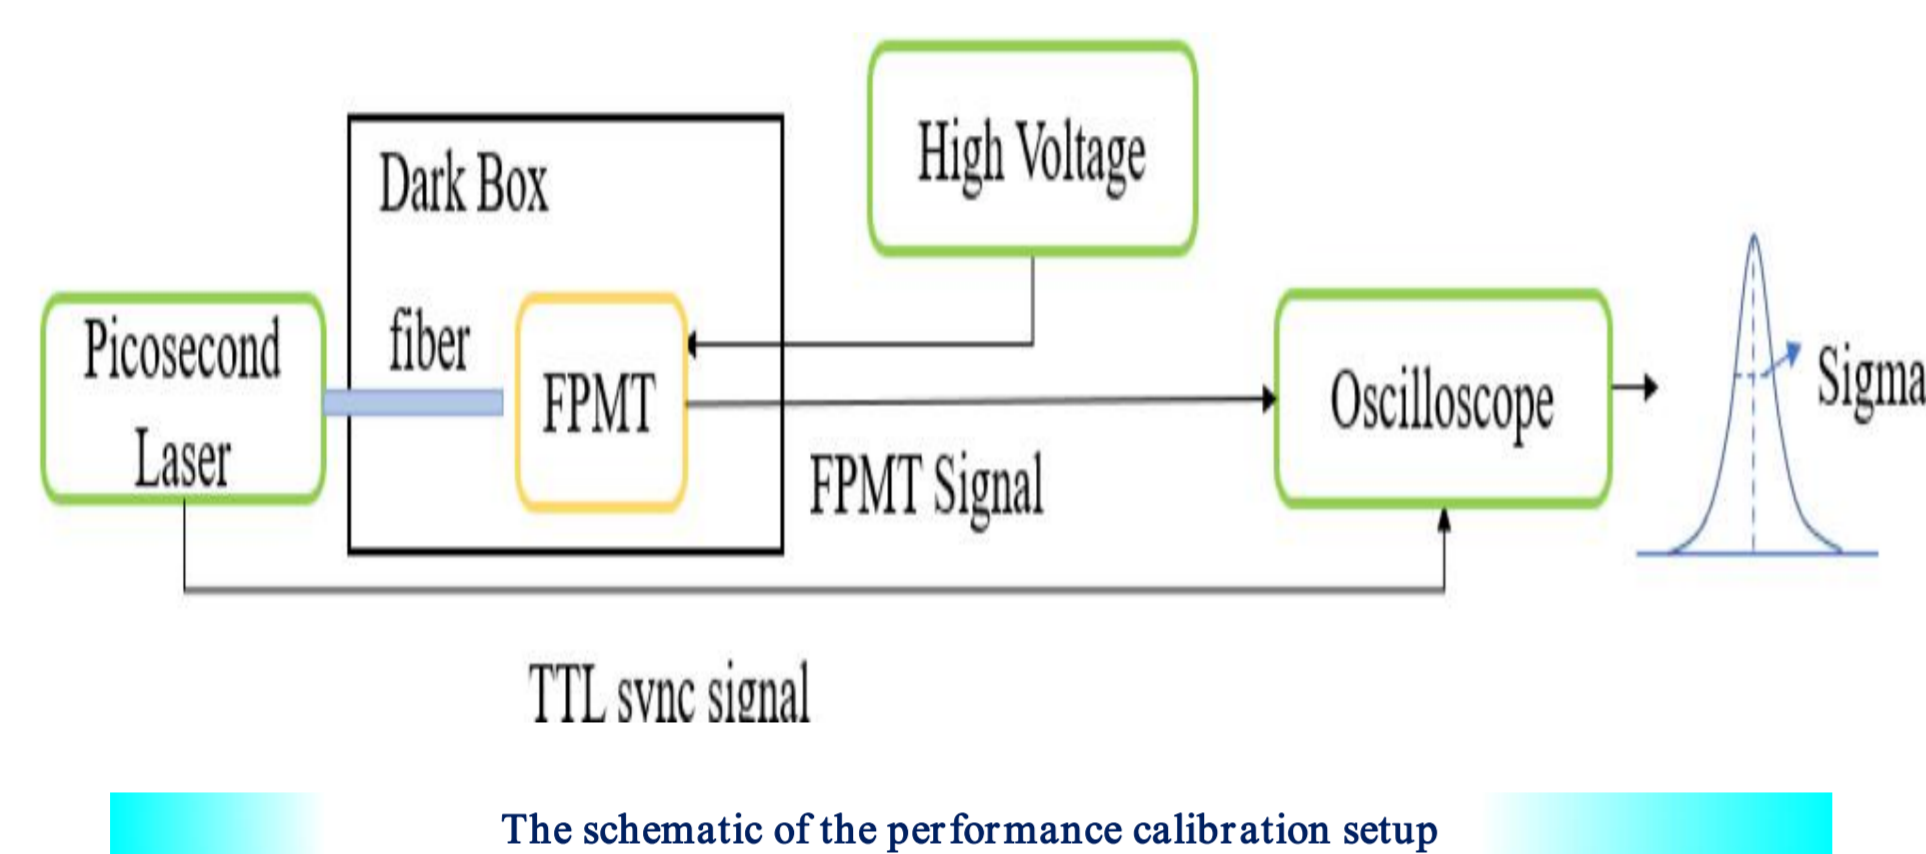 High Voltage
Dark Box
fiber
Picosecond
Laser
FPMT
Oscilloscope
Sigma
FPMT Signal
TTL sync signal
The schematic of the performance calibration setup